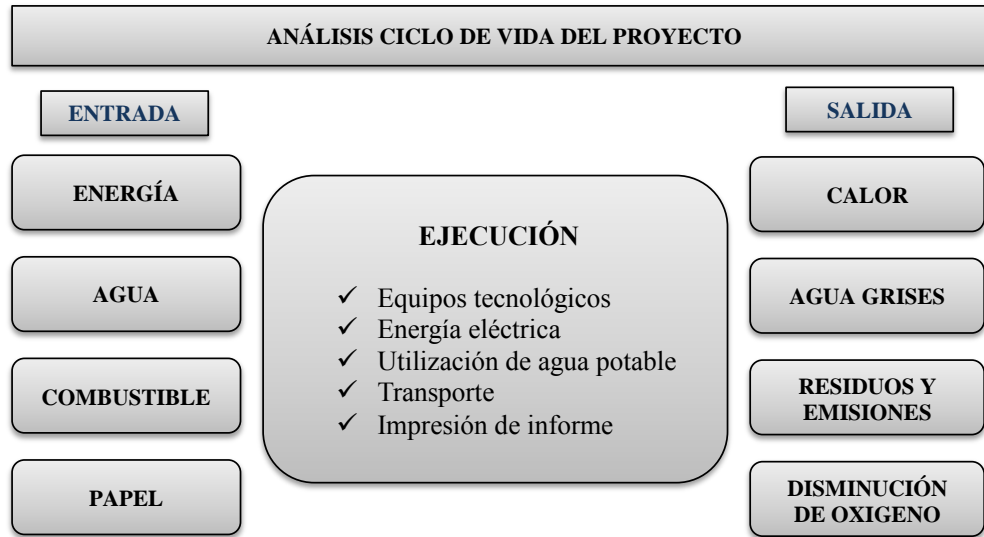 ANÁLISIS CICLO DE VIDA DEL PROYECTO
ENTRADA
ENERGÍA
AGUA
COMBUSTIBLE
PAPEL
EJECUCIÓN
✓ Equipos tecnológicos
✓ Energía eléctrica
✓ Utilización de agua potable
✓ Transporte
✓ Impresión de informe
SALIDA
CALOR
AGUA GRISES
RESIDUOS Y
EMISIONES
DISMINUCIÓN
DE OXIGENO